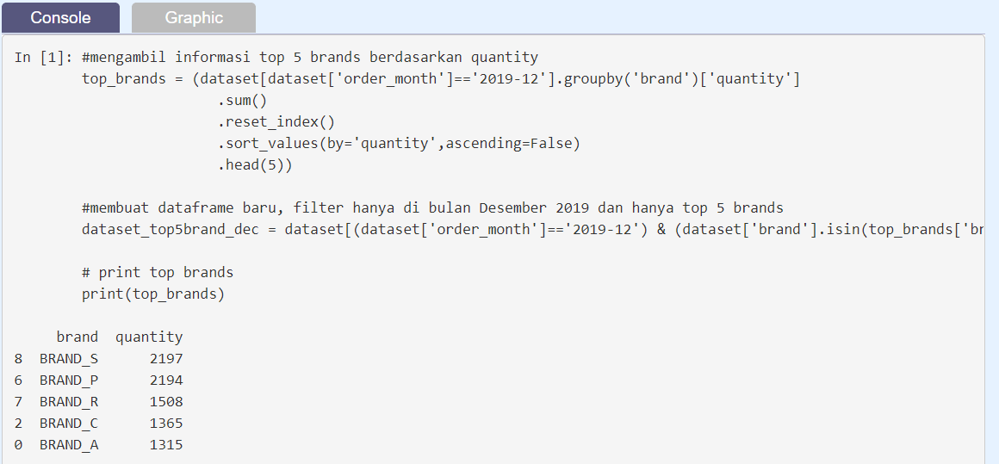 Console Graphic
In [1]: #mengambil informasi top 5 brands berdasarkan quantity
top_brands = (dataset[dataset['order_month']=='2019-12'].groupby('brand')['quantity']
.sum()
.reset_index()
.sort_values(by='quantity',ascending=False)
.head(5))
#membuat dataframe baru, filter hanya di bulan Desember 2019 dan hanya top 5 brands
dataset_top5brand_dec = dataset[(dataset['order_month']=='2019-12') & (dataset['brand'].isin(top_brands['br
# print top brands
print(top_brands)
brand quantity
8 BRAND_S 2197
6 BRAND_P 2194
7 BRAND_R 1508
2 BRAND_C 1365
0 BRAND_A 1315